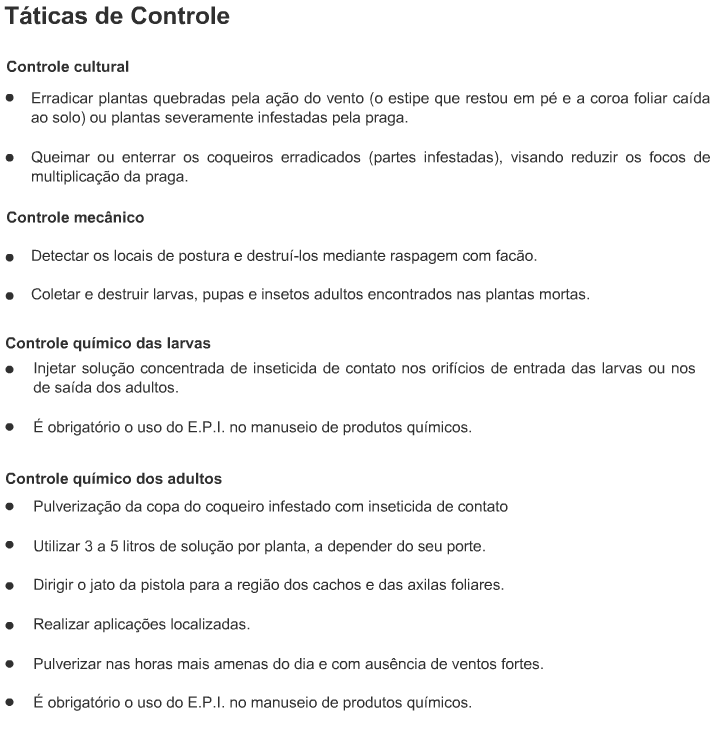 Táticas de Controle
Controle cultural
● Erradicar plantas quebradas pela ação do vento (o estipe que restou em pé e a coroa foliar caída
ao solo) ou plantas severamente infestadas pela praga.
● Queimar ou enterrar os coqueiros erradicados (partes infestadas), visando reduzir os focos de
multiplicação da praga.
Controle mecânico
● Detectar os locais de postura e destruí-los mediante raspagem com facão.
● Coletar e destruir larvas, pupas e insetos adultos encontrados nas plantas mortas.
Controle químico das larvas
● Injetar solução concentrada de inseticida de contato nos orifícios de entrada das larvas ou nos
de saída dos adultos.
● É obrigatório o uso do E.P.I. no manuseio de produtos químicos.
Controle químico dos adultos
● Pulverização da copa do coqueiro infestado com inseticida de contato
● Utilizar 3 a 5 litros de solução por planta, a depender do seu porte.
● Dirigir o jato da pistola para a região dos cachos e das axilas foliares.
● Realizar aplicações localizadas.
● Pulverizar nas horas mais amenas do dia e com ausência de ventos fortes.
● É obrigatório o uso do E.P.I. no manuseio de produtos químicos.